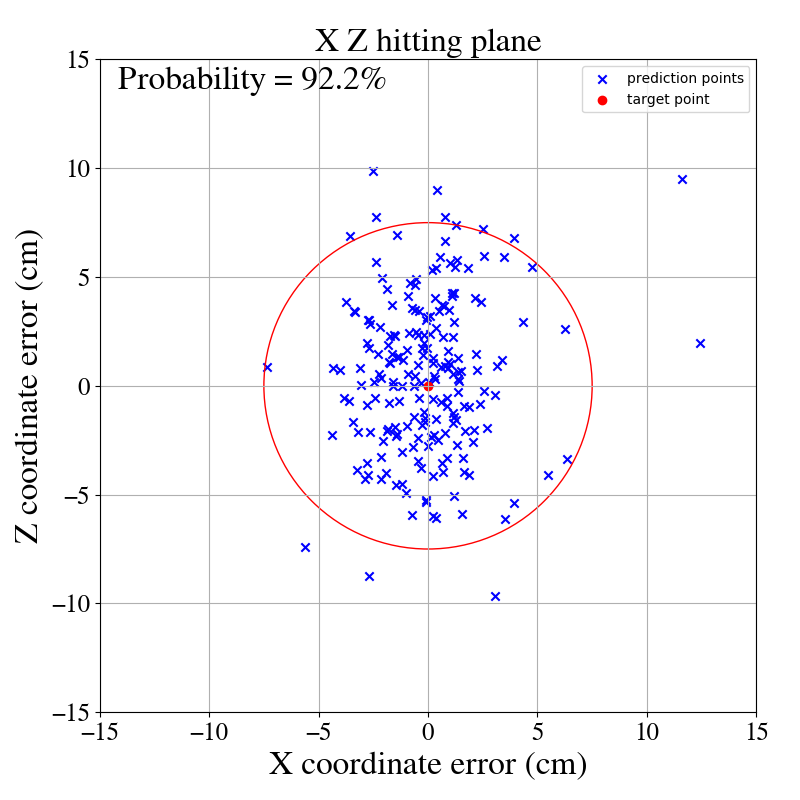 X Z hitting plane
Probability = 92.2%
prediction points
target point
15
10
5
0
−5
−10
−15
−15
−10
−5
0
5
10
15
Z coordinate error (cm)
X coordinate error (cm)